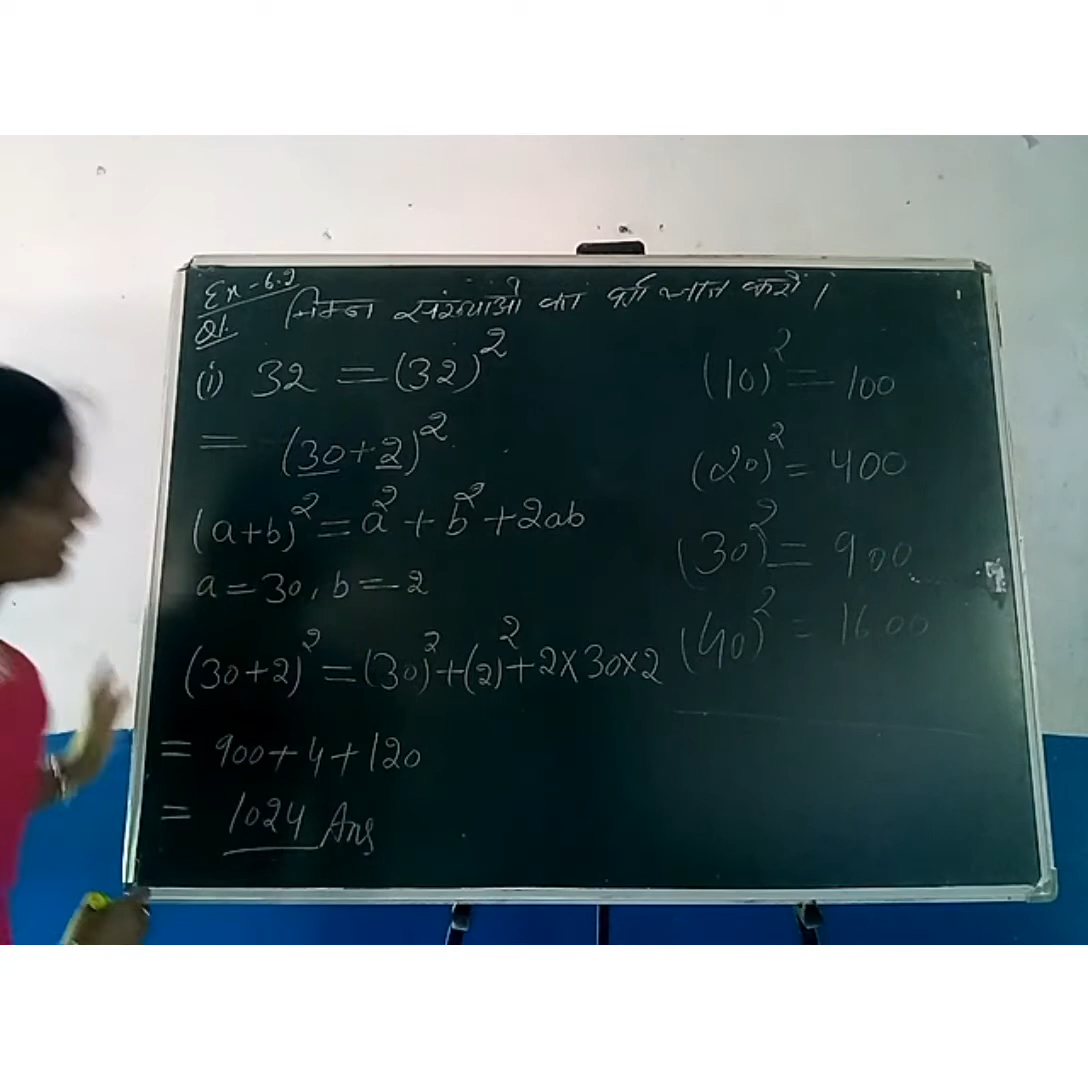 Ex-6.2
Q1. निम्न संख्याओं का वर्ग ज्ञात करो।
(i) 32 = (32)²
= (30+2)²
(a+b)² = a² + b² + 2ab
a = 30, b = 2
(30+2)² = (30)² + (2)² + 2×30×2
= 900 + 4 + 120
= 1024 Ans
(10)² = 100
(20)² = 400
(30)² = 900
(40)² = 1600